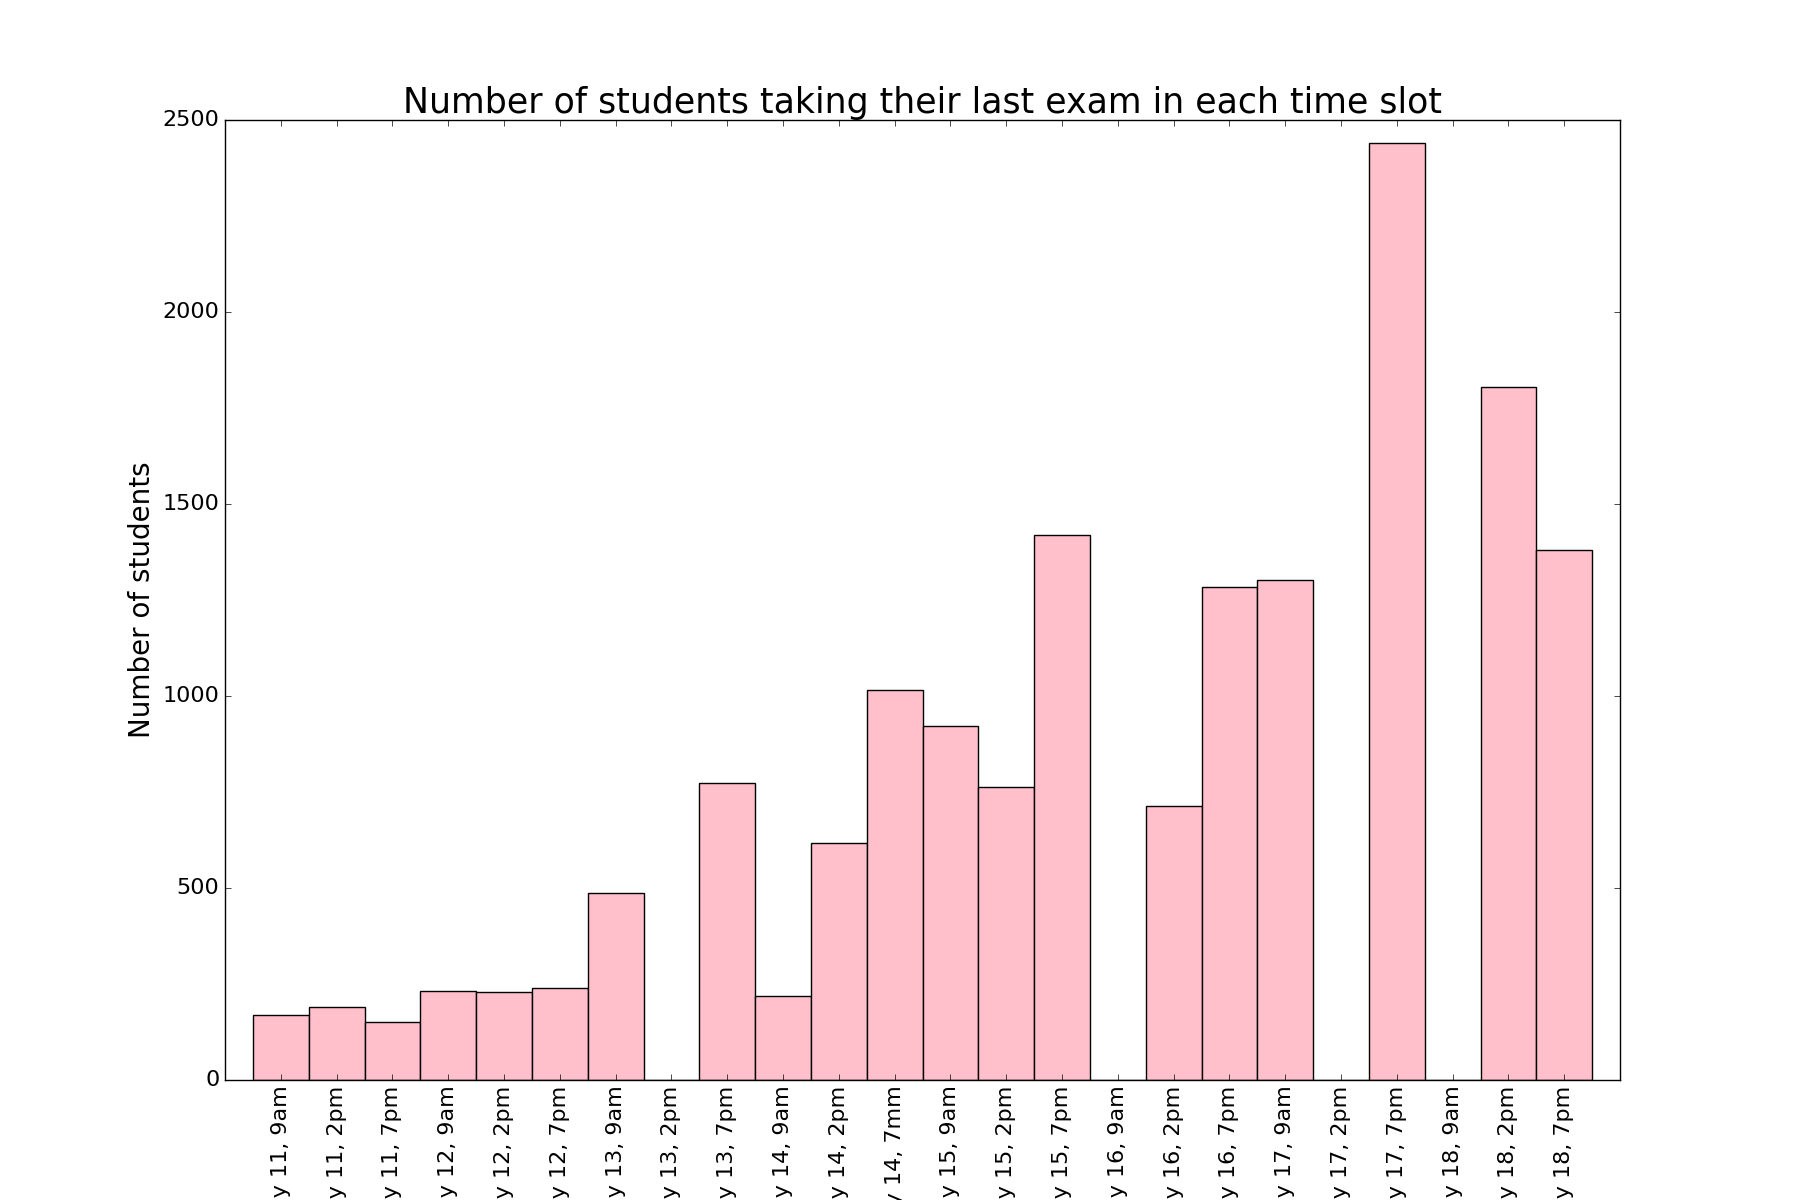 Number of students taking their last exam in each time slot
2500
2000
1500
1000
500
0
Number of students
y 11, 9am
y 11, 2pm
y 11, 7pm
y 12, 9am
y 12, 2pm
y 12, 7pm
y 13, 9am
y 13, 2pm
y 13, 7pm
y 14, 9am
y 14, 2pm
y 14, 7mm
y 15, 9am
y 15, 2pm
y 15, 7pm
y 16, 9am
y 16, 2pm
y 16, 7pm
y 17, 9am
y 17, 2pm
y 17, 7pm
y 18, 9am
y 18, 2pm
y 18, 7pm